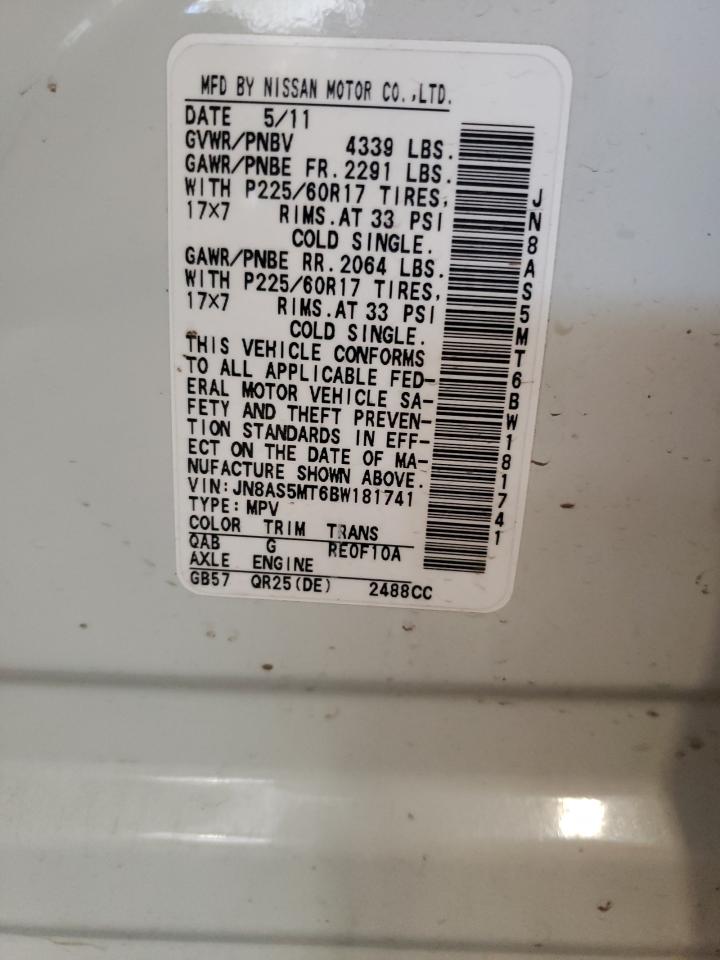 MFD BY NISSAN MOTOR CO.,LTD.
DATE 5/11
GVWR/PNBV 4339 LBS.
GAWR/PNBE FR. 2291 LBS.
WITH P225/60R17 TIRES,
17X7 RIMS. AT 33 PSI
COLD SINGLE.
GAWR/PNBE RR. 2064 LBS.
WITH P225/60R17 TIRES,
17X7 RIMS. AT 33 PSI
COLD SINGLE.
THIS VEHICLE CONFORMS
TO ALL APPLICABLE FED-
ERAL MOTOR VEHICLE SA-
FETY AND THEFT PREVEN-
TION STANDARDS IN EFF-
ECT ON THE DATE OF MA-
NUFACTURE SHOWN ABOVE.
VIN: JN8AS5MT6BW181741
TYPE: MPV
COLOR TRIM TRANS
QAB G RE0F10A
AXLE ENGINE
GB57 QR25(DE) 2488CC
JN8AS5MT6BW181741